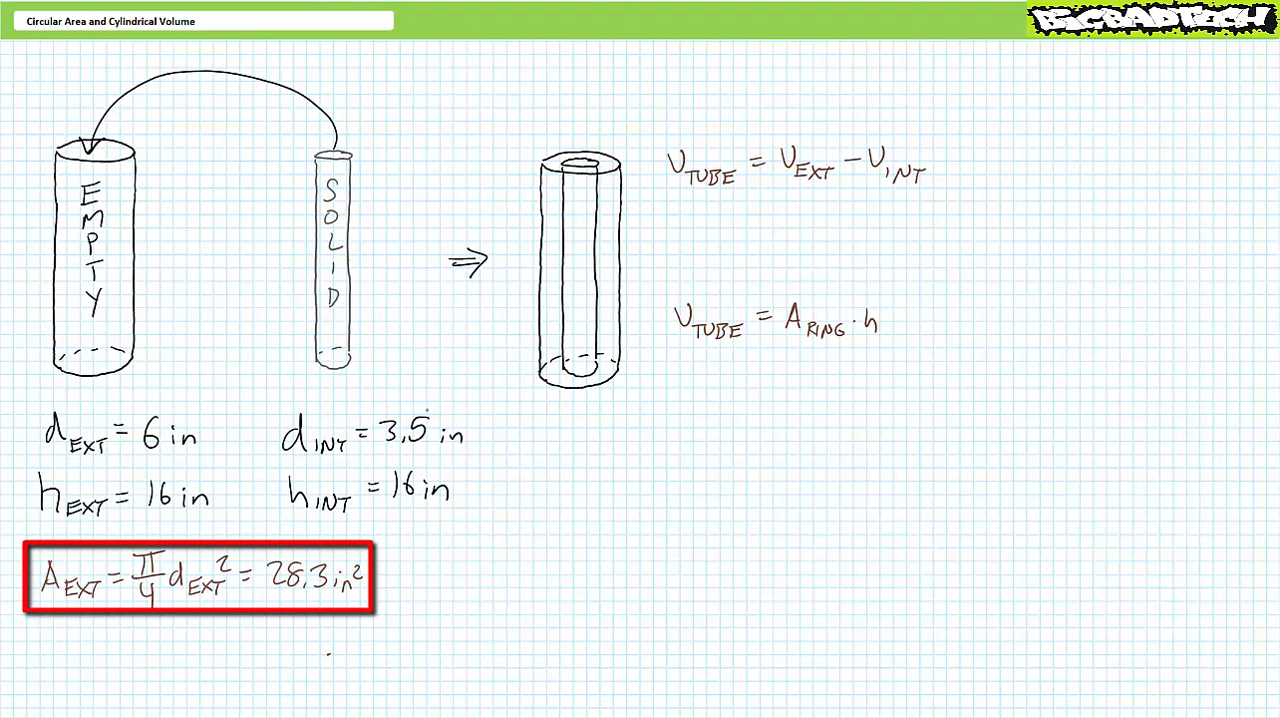 Circular Area and Cylindrical Volume
BIGBADTECH
EMPTY
SOLID
V_TUBE = V_EXT − V_INT
V_TUBE = A_RING · h
d_EXT = 6 in
d_INT = 3.5 in
h_EXT = 16 in
h_INT = 16 in
A_EXT = π/4 d_EXT² = 28.3 in²